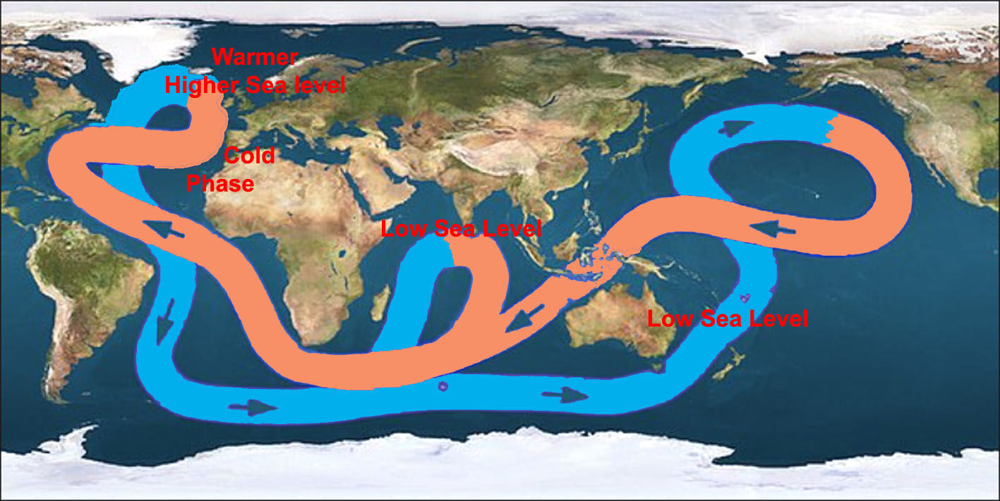 Warmer
Higher Sea level
Cold
Phase
Low Sea Level
Low Sea Level